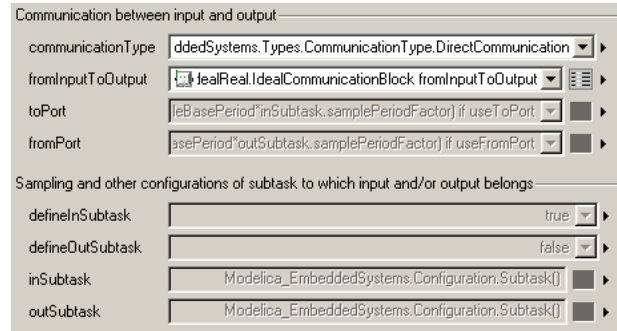 Communication between input and output
communicationType ddedSystems.Types.CommunicationType.DirectCommunication
fromInputToOutput dealReal.IdealCommunicationBlock fromInputToOutput
toPort leBasePeriod*inSubtask.samplePeriodFactor) if useToPort
fromPort asePeriod*outSubtask.samplePeriodFactor) if useFromPort
Sampling and other configurations of subtask to which input and/or output belongs
defineInSubtask true
defineOutSubtask false
inSubtask Modelica_EmbeddedSystems.Configuration.Subtask()
outSubtask Modelica_EmbeddedSystems.Configuration.Subtask()